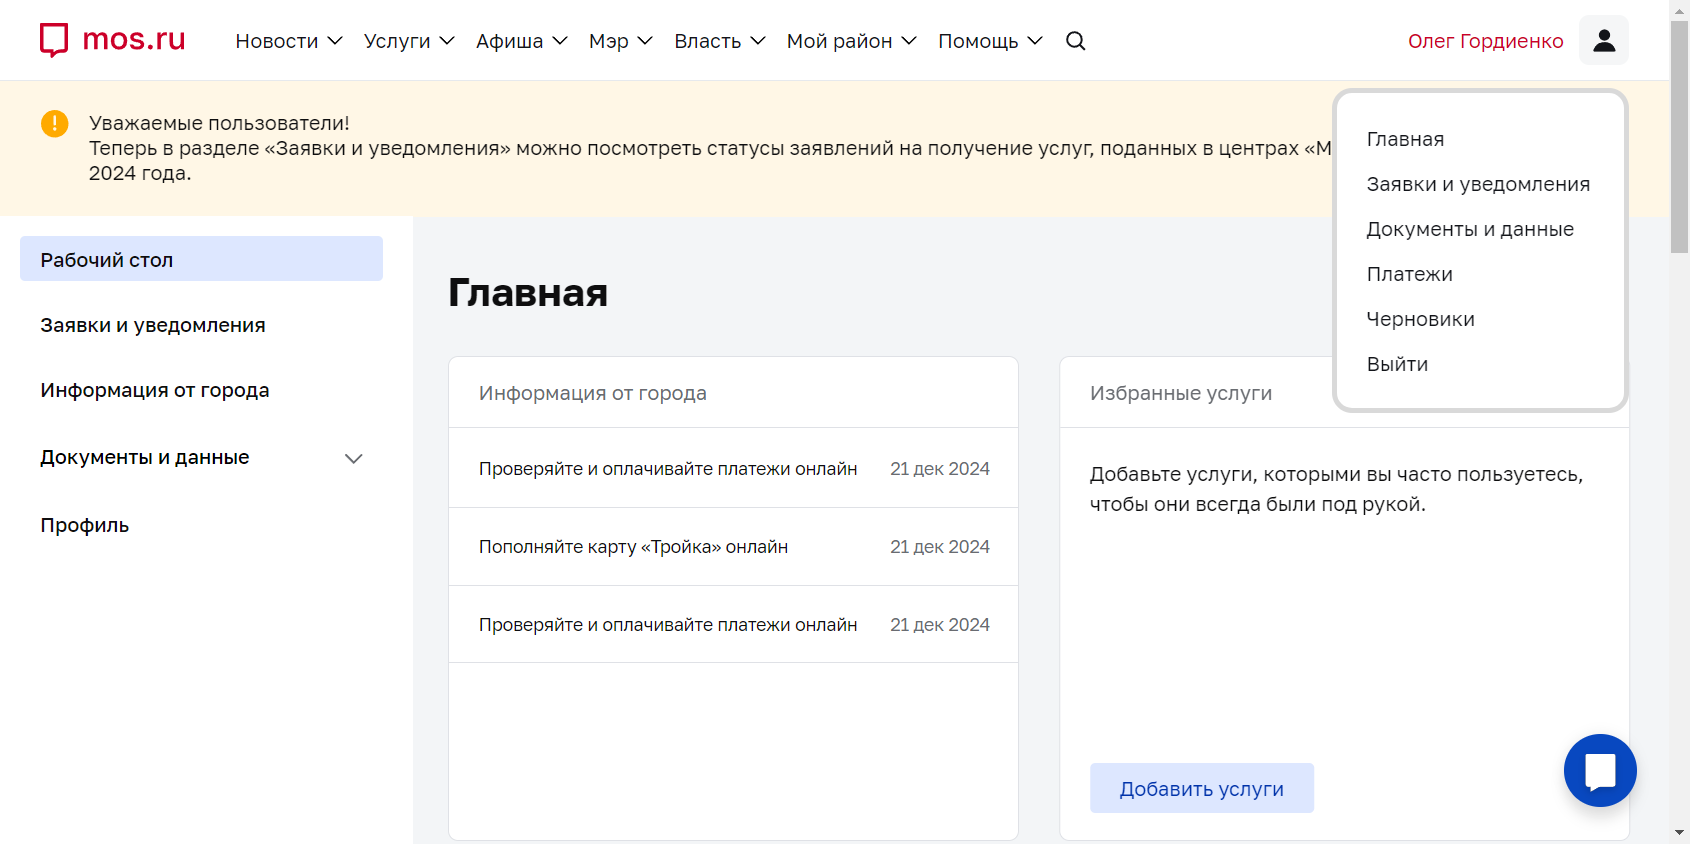 mos.ru
Новости Услуги Афиша Мэр Власть Мой район Помощь
Олег Гордиенко
Уважаемые пользователи!
Теперь в разделе «Заявки и уведомления» можно посмотреть статусы заявлений на получение услуг, поданных в центрах «М
2024 года.
Главная
Заявки и уведомления
Документы и данные
Платежи
Черновики
Выйти
Рабочий стол
Заявки и уведомления
Информация от города
Документы и данные
Профиль
Главная
Информация от города
Проверяйте и оплачивайте платежи онлайн 21 дек 2024
Пополняйте карту «Тройка» онлайн 21 дек 2024
Проверяйте и оплачивайте платежи онлайн 21 дек 2024
Избранные услуги
Добавьте услуги, которыми вы часто пользуетесь,
чтобы они всегда были под рукой.
Добавить услуги